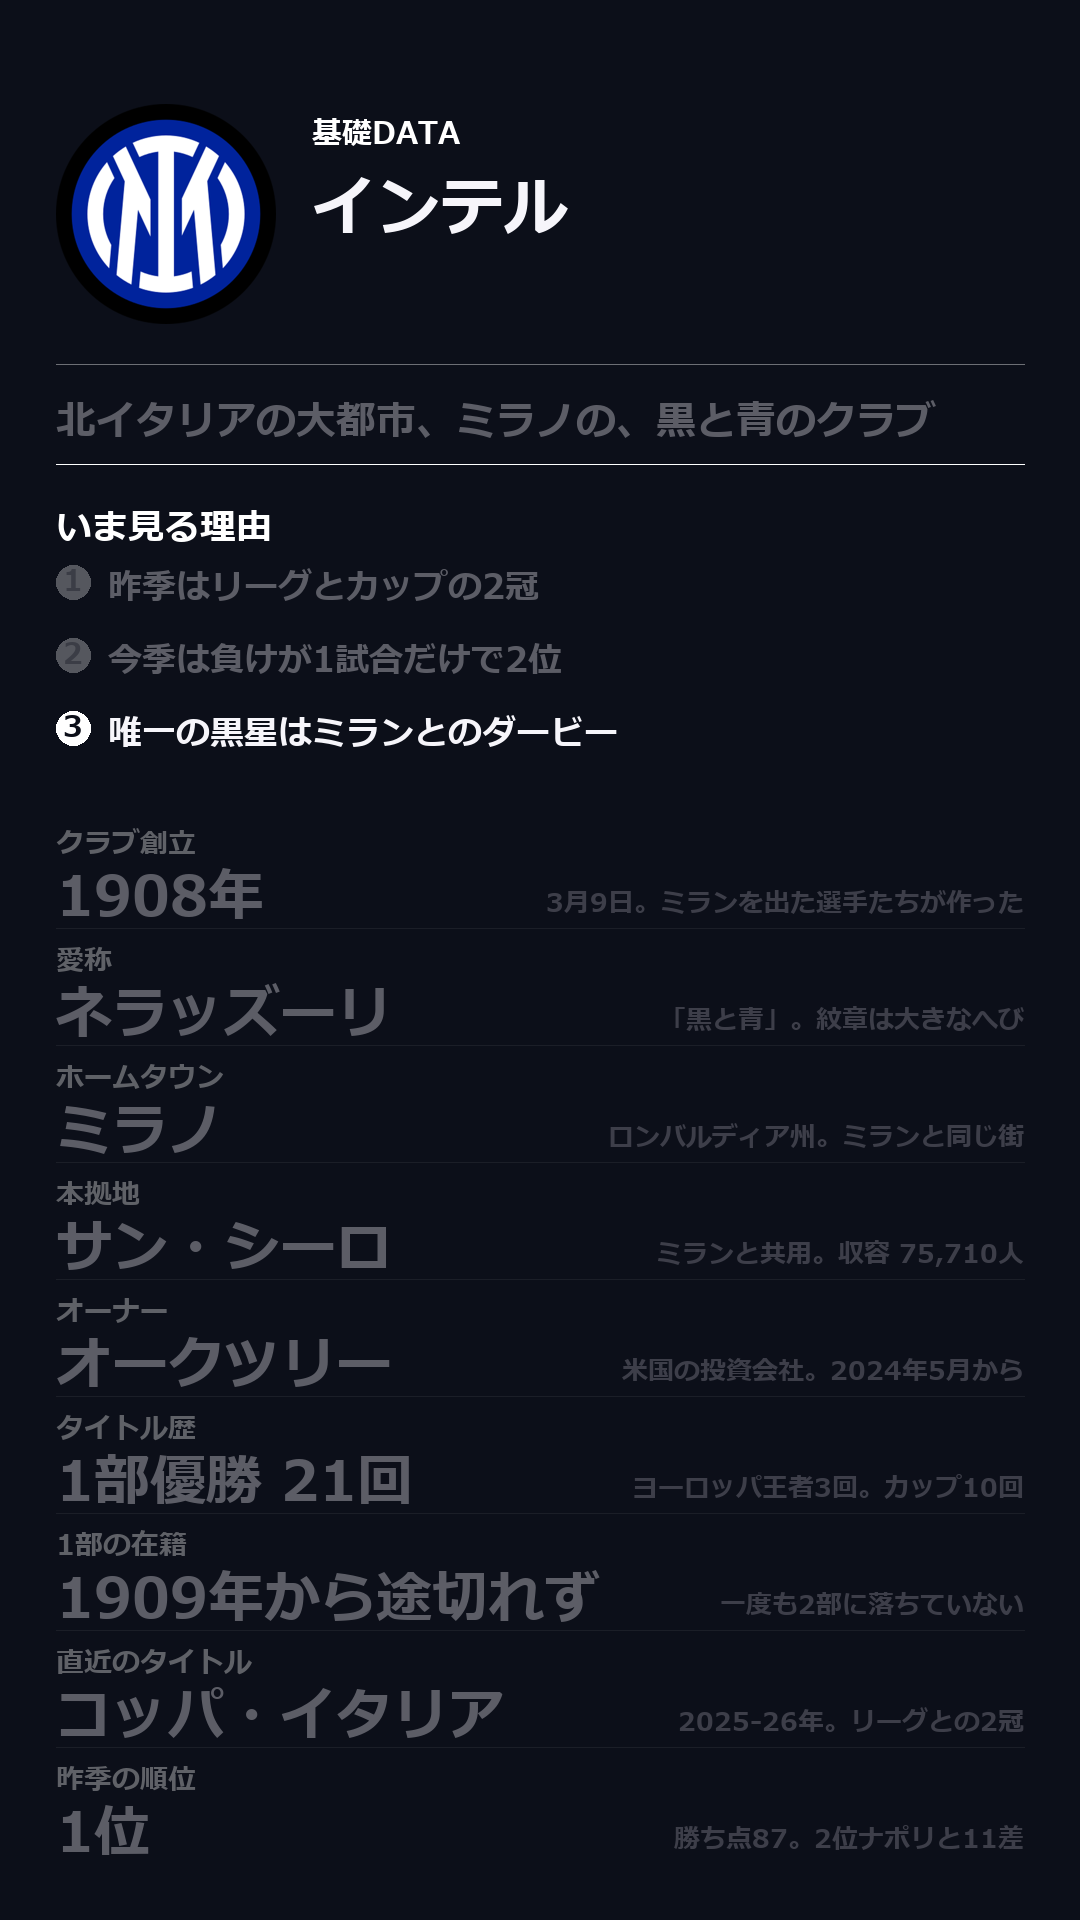 基礎DATA
インテル
北イタリアの大都市、ミラノの、黒と青のクラブ
いま見る理由
1 昨季はリーグとカップの2冠
2 今季は負けが1試合だけで2位
3 唯一の黒星はミランとのダービー
クラブ創立
1908年 3月9日。ミランを出た選手たちが作った
愛称
ネラッズーリ 「黒と青」。紋章は大きなへび
ホームタウン
ミラノ ロンバルディア州。ミランと同じ街
本拠地
サン・シーロ ミランと共用。収容 75,710人
オーナー
オークツリー 米国の投資会社。2024年5月から
タイトル歴
1部優勝 21回 ヨーロッパ王者3回。カップ10回
1部の在籍
1909年から途切れず 一度も2部に落ちていない
直近のタイトル
コッパ・イタリア 2025-26年。リーグとの2冠
昨季の順位
1位 勝ち点87。2位ナポリと11差